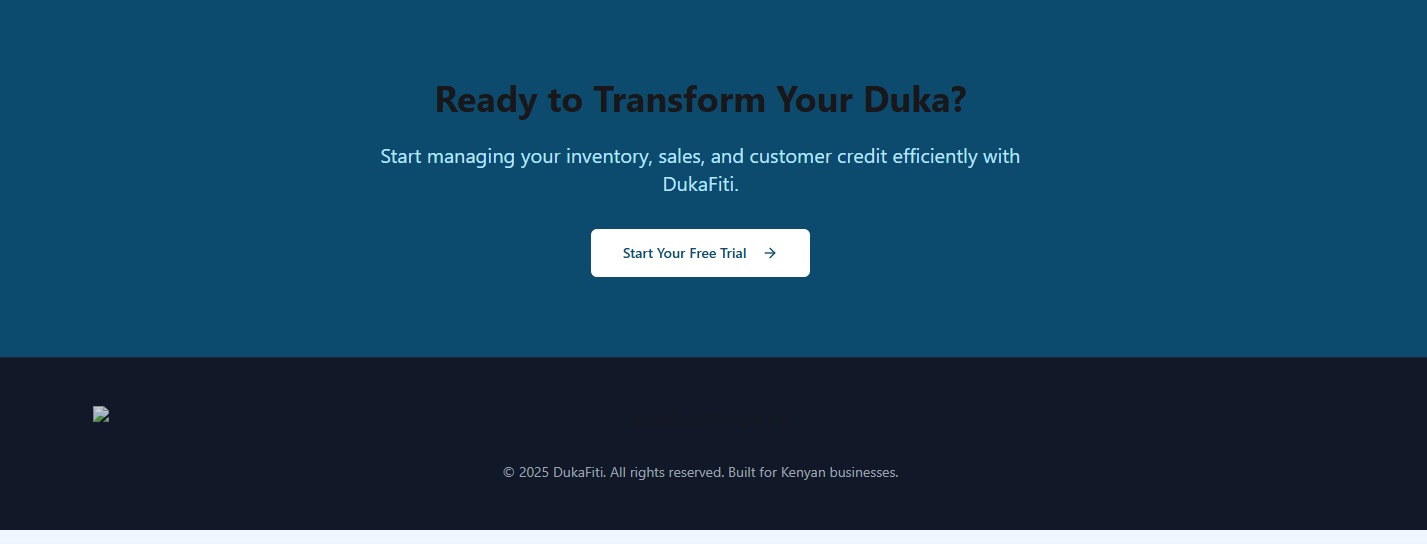 Ready to Transform Your Duka?
Start managing your inventory, sales, and customer credit efficiently with
DukaFiti.
Start Your Free Trial
© 2025 DukaFiti. All rights reserved. Built for Kenyan businesses.